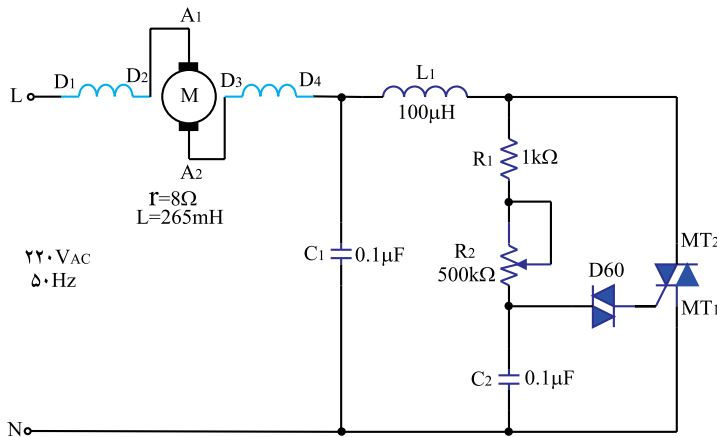 A1
D1
D2
D3
D4
L1
L
M
100µH
A2
R1
1kΩ
r=8Ω
L=265mH
MT2
۲۲۰VAC
۵۰Hz
C1
0.1µF
R2
500kΩ
D60
MT1
C2
0.1µF
N